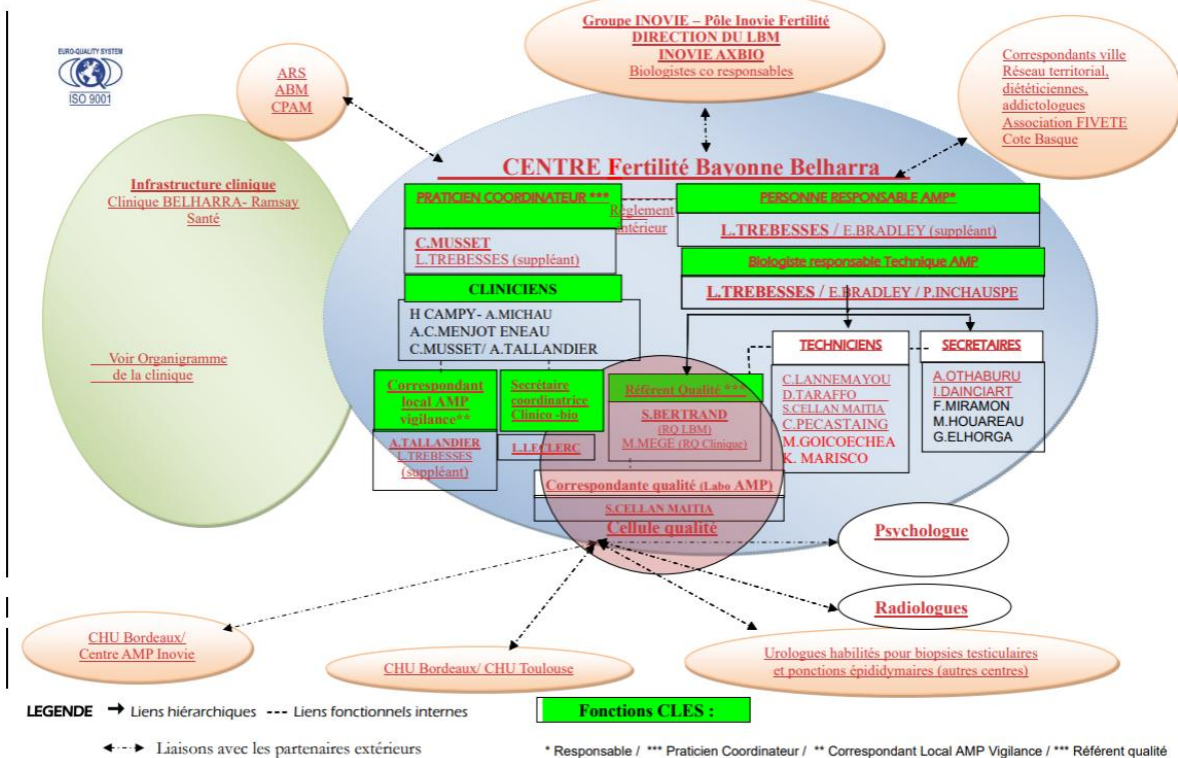 Groupe INOVIE – Pôle Inovie Fertilité
DIRECTION DU LBM
INOVIE AXBIO
Biologistes co responsables
EURO-QUALITY SYSTEM
ISO 9001
ARS
ABM
CPAM
Correspondants ville
Réseau territorial,
diététiciennes,
addictologues
Association FIVETE
Cote Basque
Infrastructure clinique
Clinique BELHARRA- Ramsay
Santé
Voir Organigramme
de la clinique
CENTRE Fertilité Bayonne Belharra
PRATICIEN COORDINATEUR ***
Règlement
intérieur
PERSONNE RESPONSABLE AMP*
C.MUSSET
L.TREBESSES (suppléant)
L.TREBESSES / E.BRADLEY (suppléant)
Biologiste responsable Technique AMP
L.TREBESSES / E.BRADLEY / P.INCHAUSPE
CLINICIENS
H CAMPY- A.MICHAU
A.C.MENJOT ENEAU
C.MUSSET/ A.TALLANDIER
TECHNICIENS
C.LANNEMAYOU
D.TARAFFO
S.CELLAN MAITIA
C.PECASTAING
M.GOICOECHEA
K. MARISCO
SECRETAIRES
A.OTHABURU
I.DAINCIART
F.MIRAMON
M.HOUAREAU
G.ELHORGA
Correspondant
local AMP
vigilance**
A.TALLANDIER
L.TREBESSES
(suppléant)
Secrétaire
coordinatrice
Clinico -bio
L.LECLERC
Référent Qualité ***
S.BERTRAND
(RQ LBM)
M.MEGE (RQ Clinique)
Correspondante qualité (Labo AMP)
S.CELLAN MAITIA
Cellule qualité
Psychologue
Radiologues
CHU Bordeaux/
Centre AMP Inovie
CHU Bordeaux/ CHU Toulouse
Urologues habilités pour biopsies testiculaires
et ponctions épididymaires (autres centres)
LEGENDE → Liens hiérarchiques --- Liens fonctionnels internes
Fonctions CLES :
Liaisons avec les partenaires extérieurs
* Responsable / *** Praticien Coordinateur / ** Correspondant Local AMP Vigilance / *** Référent qualité